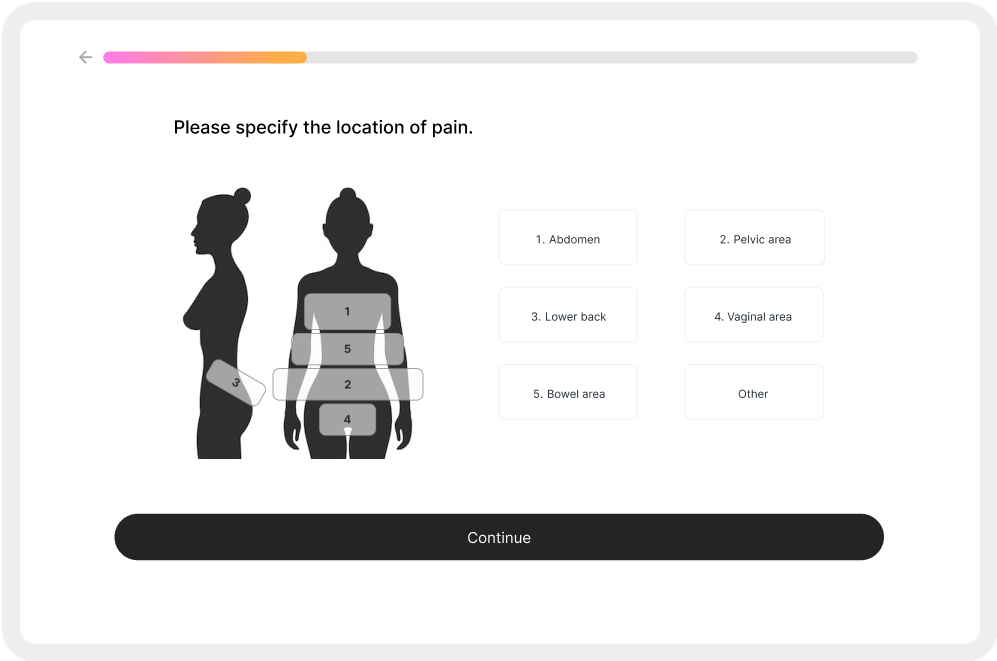 Please specify the location of pain.
1
5
3
2
4
1. Abdomen
2. Pelvic area
3. Lower back
4. Vaginal area
5. Bowel area
Other
Continue